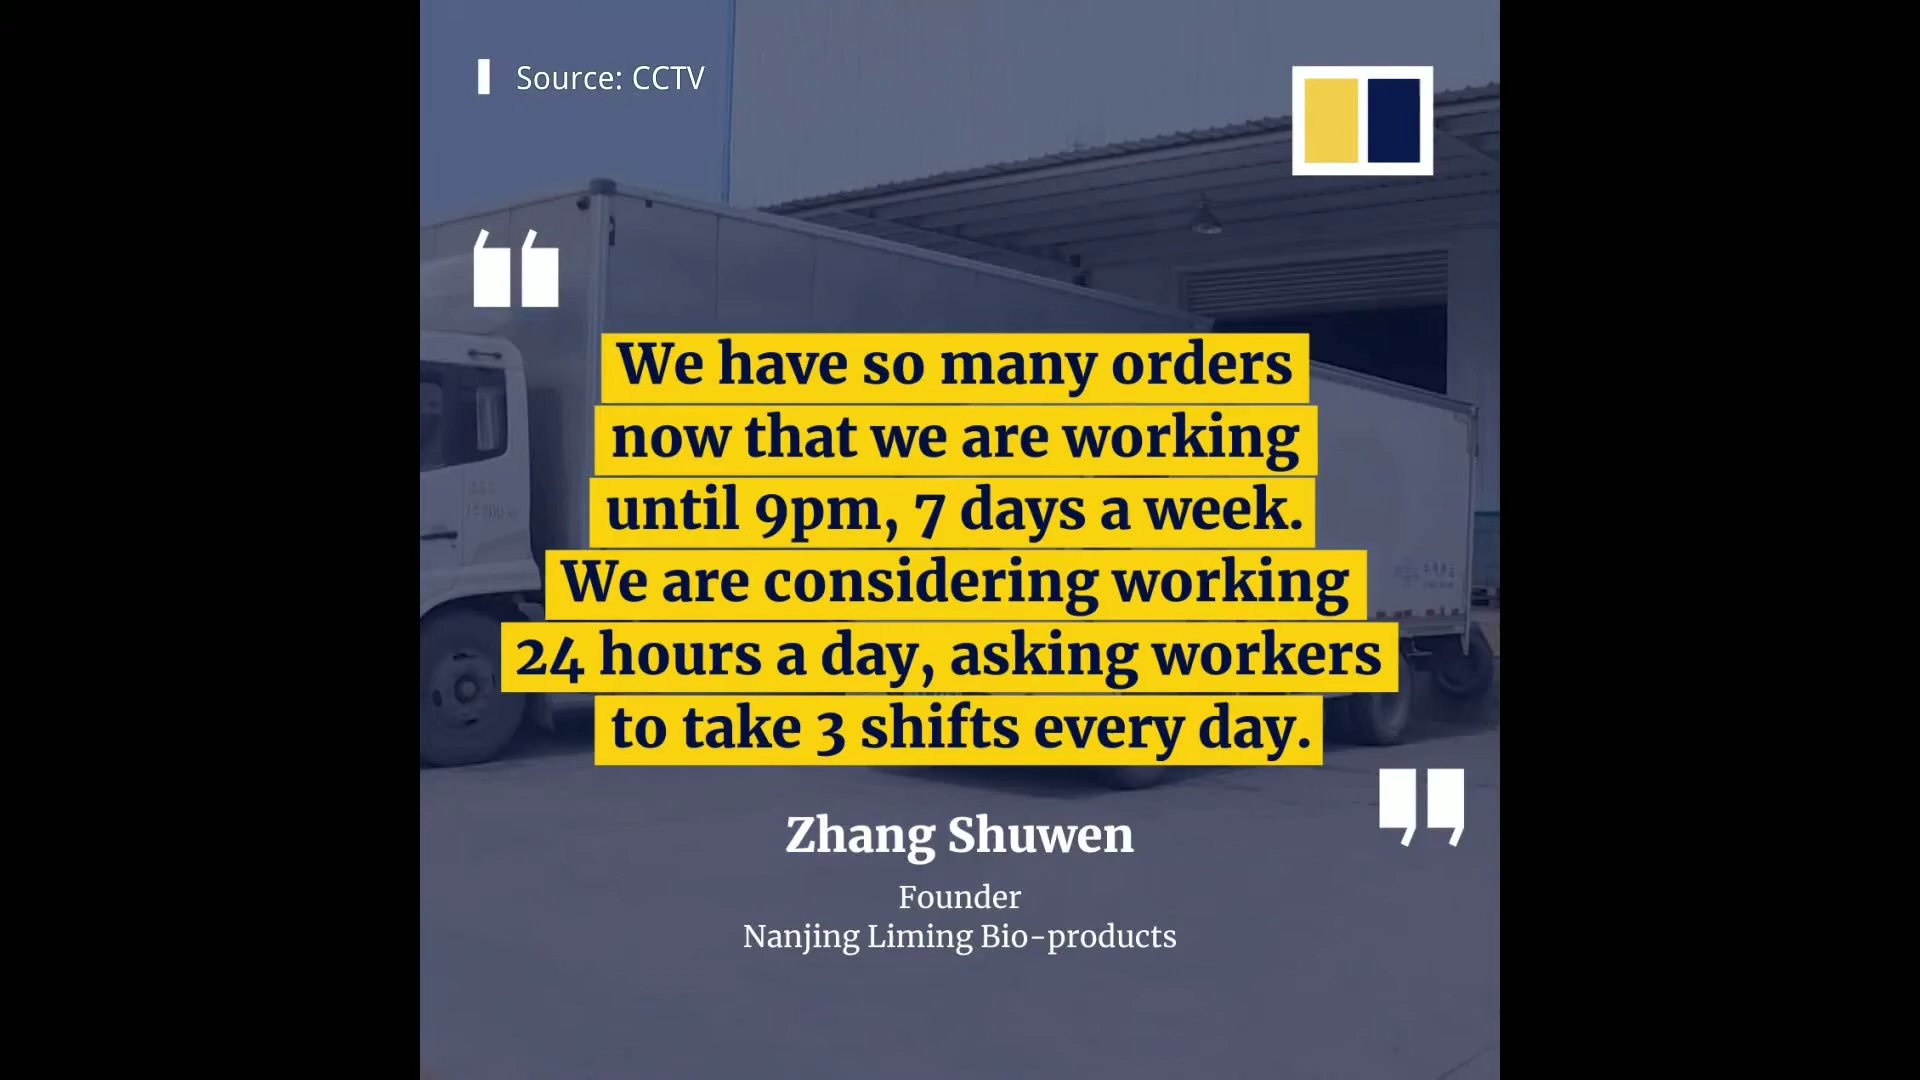 Source: CCTV
We have so many orders
now that we are working
until 9pm, 7 days a week.
We are considering working
24 hours a day, asking workers
to take 3 shifts every day.
Zhang Shuwen
Founder
Nanjing Liming Bio-products